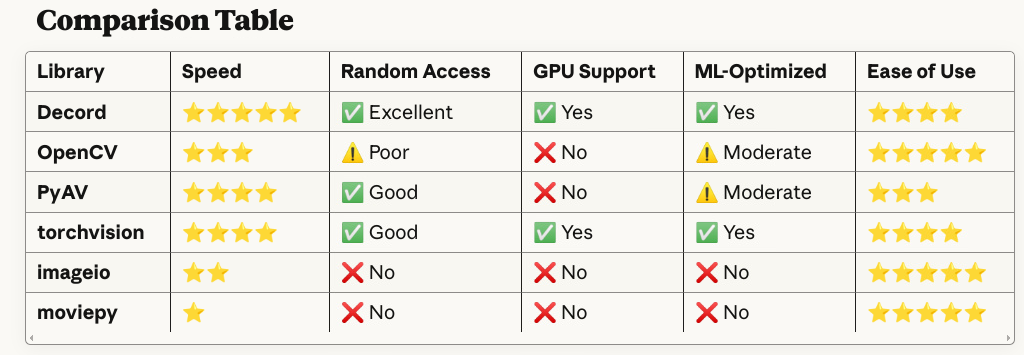 Comparison Table
Library Speed Random Access GPU Support ML-Optimized Ease of Use
Decord ⭐⭐⭐⭐⭐ ✅ Excellent ✅ Yes ✅ Yes ⭐⭐⭐⭐
OpenCV ⭐⭐⭐ ⚠️ Poor ❌ No ⚠️ Moderate ⭐⭐⭐⭐⭐
PyAV ⭐⭐⭐⭐ ✅ Good ❌ No ⚠️ Moderate ⭐⭐⭐
torchvision ⭐⭐⭐⭐ ✅ Good ✅ Yes ✅ Yes ⭐⭐⭐⭐
imageio ⭐⭐ ❌ No ❌ No ❌ No ⭐⭐⭐⭐⭐
moviepy ⭐ ❌ No ❌ No ❌ No ⭐⭐⭐⭐⭐